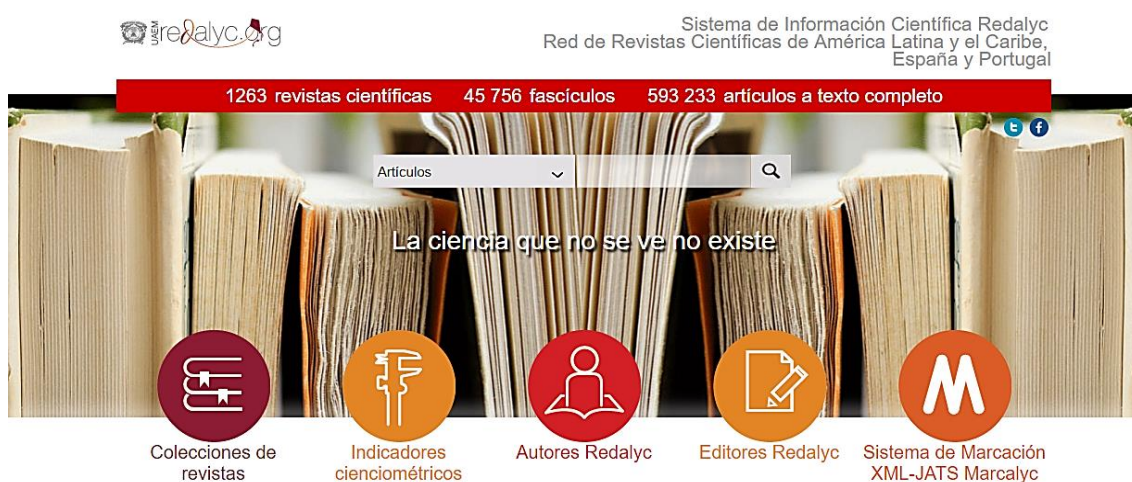 UAEM
redalyc.org
Sistema de Información Científica Redalyc
Red de Revistas Científicas de América Latina y el Caribe,
España y Portugal
1263 revistas científicas 45 756 fascículos 593 233 artículos a texto completo
Artículos
La ciencia que no se ve no existe
M
Colecciones de
revistas
Indicadores
cienciométricos
Autores Redalyc
Editores Redalyc
Sistema de Marcación
XML-JATS Marcalyc